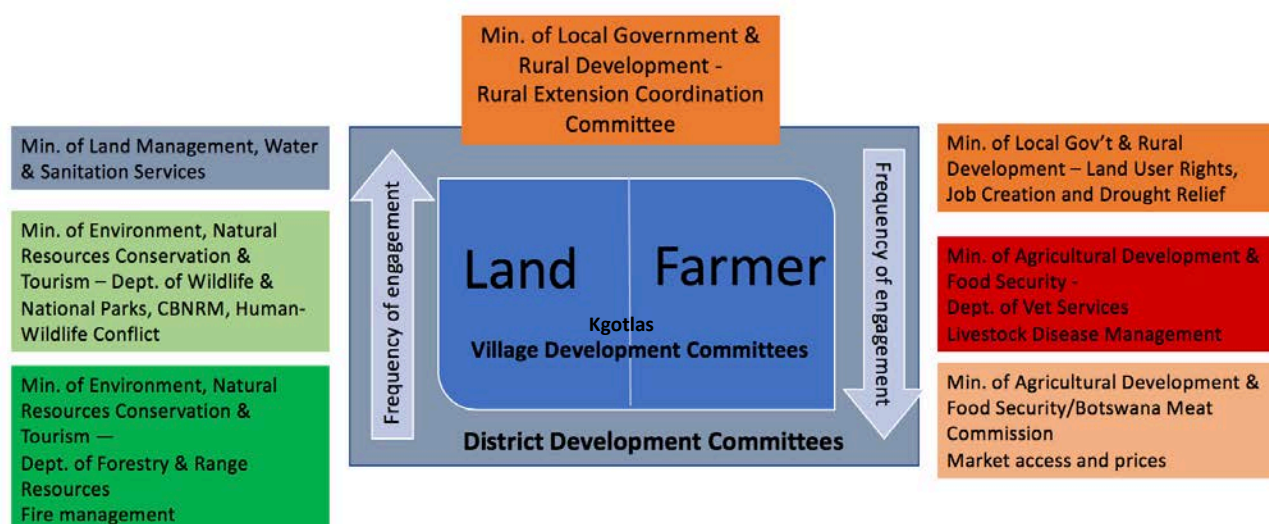 Min. of Local Government &
Rural Development -
Rural Extension Coordination
Committee
Min. of Land Management, Water
& Sanitation Services
Min. of Environment, Natural
Resources Conservation &
Tourism – Dept. of Wildlife &
National Parks, CBNRM, Human-
Wildlife Conflict
Min. of Environment, Natural
Resources Conservation &
Tourism —
Dept. of Forestry & Range
Resources
Fire management
Frequency of engagement
Land
Farmer
Kgotlas
Village Development Committees
District Development Committees
Frequency of engagement
Min. of Local Gov’t & Rural
Development – Land User Rights,
Job Creation and Drought Relief
Min. of Agricultural Development &
Food Security -
Dept. of Vet Services
Livestock Disease Management
Min. of Agricultural Development &
Food Security/Botswana Meat
Commission
Market access and prices